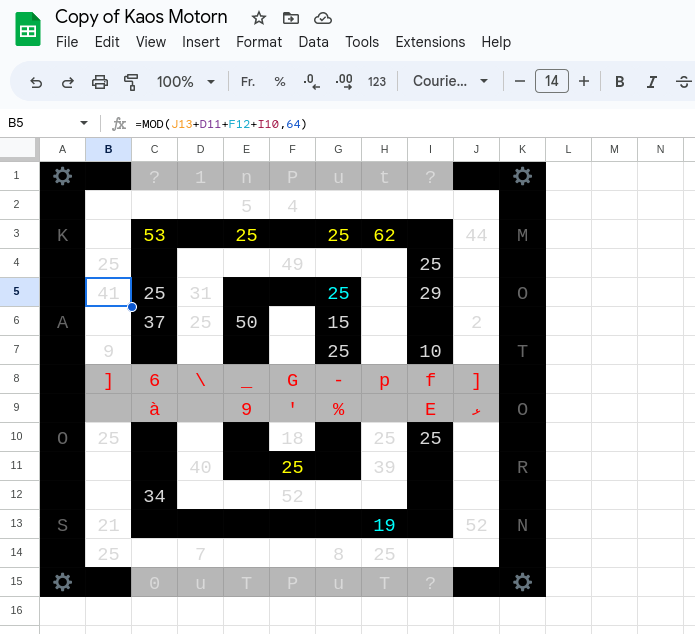 Copy of Kaos Motorn
File Edit View Insert Format Data Tools Extensions Help
100% Fr. % .0 .00 123 Courie... 14 B I S
B5 fx =MOD(J13+D11+F12+I10,64)
A B C D E F G H I J K L M N
1 ? 1 n P u t ?
2 5 4
3 K 53 25 25 62 44 M
4 25 49 25
5 41 25 31 25 29 O
6 A 37 25 50 15 2
7 9 25 10 T
8 ] 6 \ _ G - p f ]
9 à 9 ' % E O
10 O 25 18 25 25
11 40 25 39 R
12 34 52
13 S 21 19 52 N
14 25 7 8 25
15 0 u T P u T ?
16